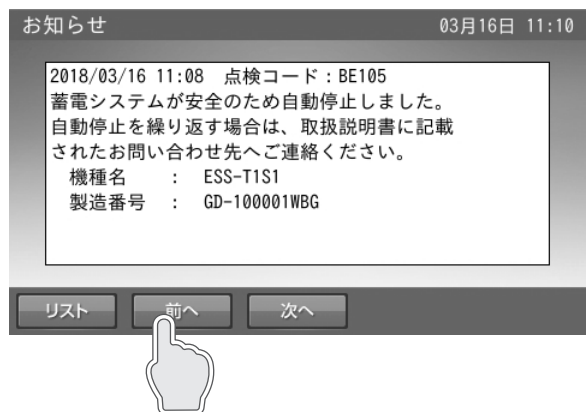 お知らせ 03月16日 11:10
2018/03/16 11:08 点検コード：BE105
蓄電システムが安全のため自動停止しました。
自動停止を繰り返す場合は、取扱説明書に記載
されたお問い合わせ先へご連絡ください。
機種名 ： ESS-T1S1
製造番号 ： GD-100001WBG
リスト 前へ 次へ